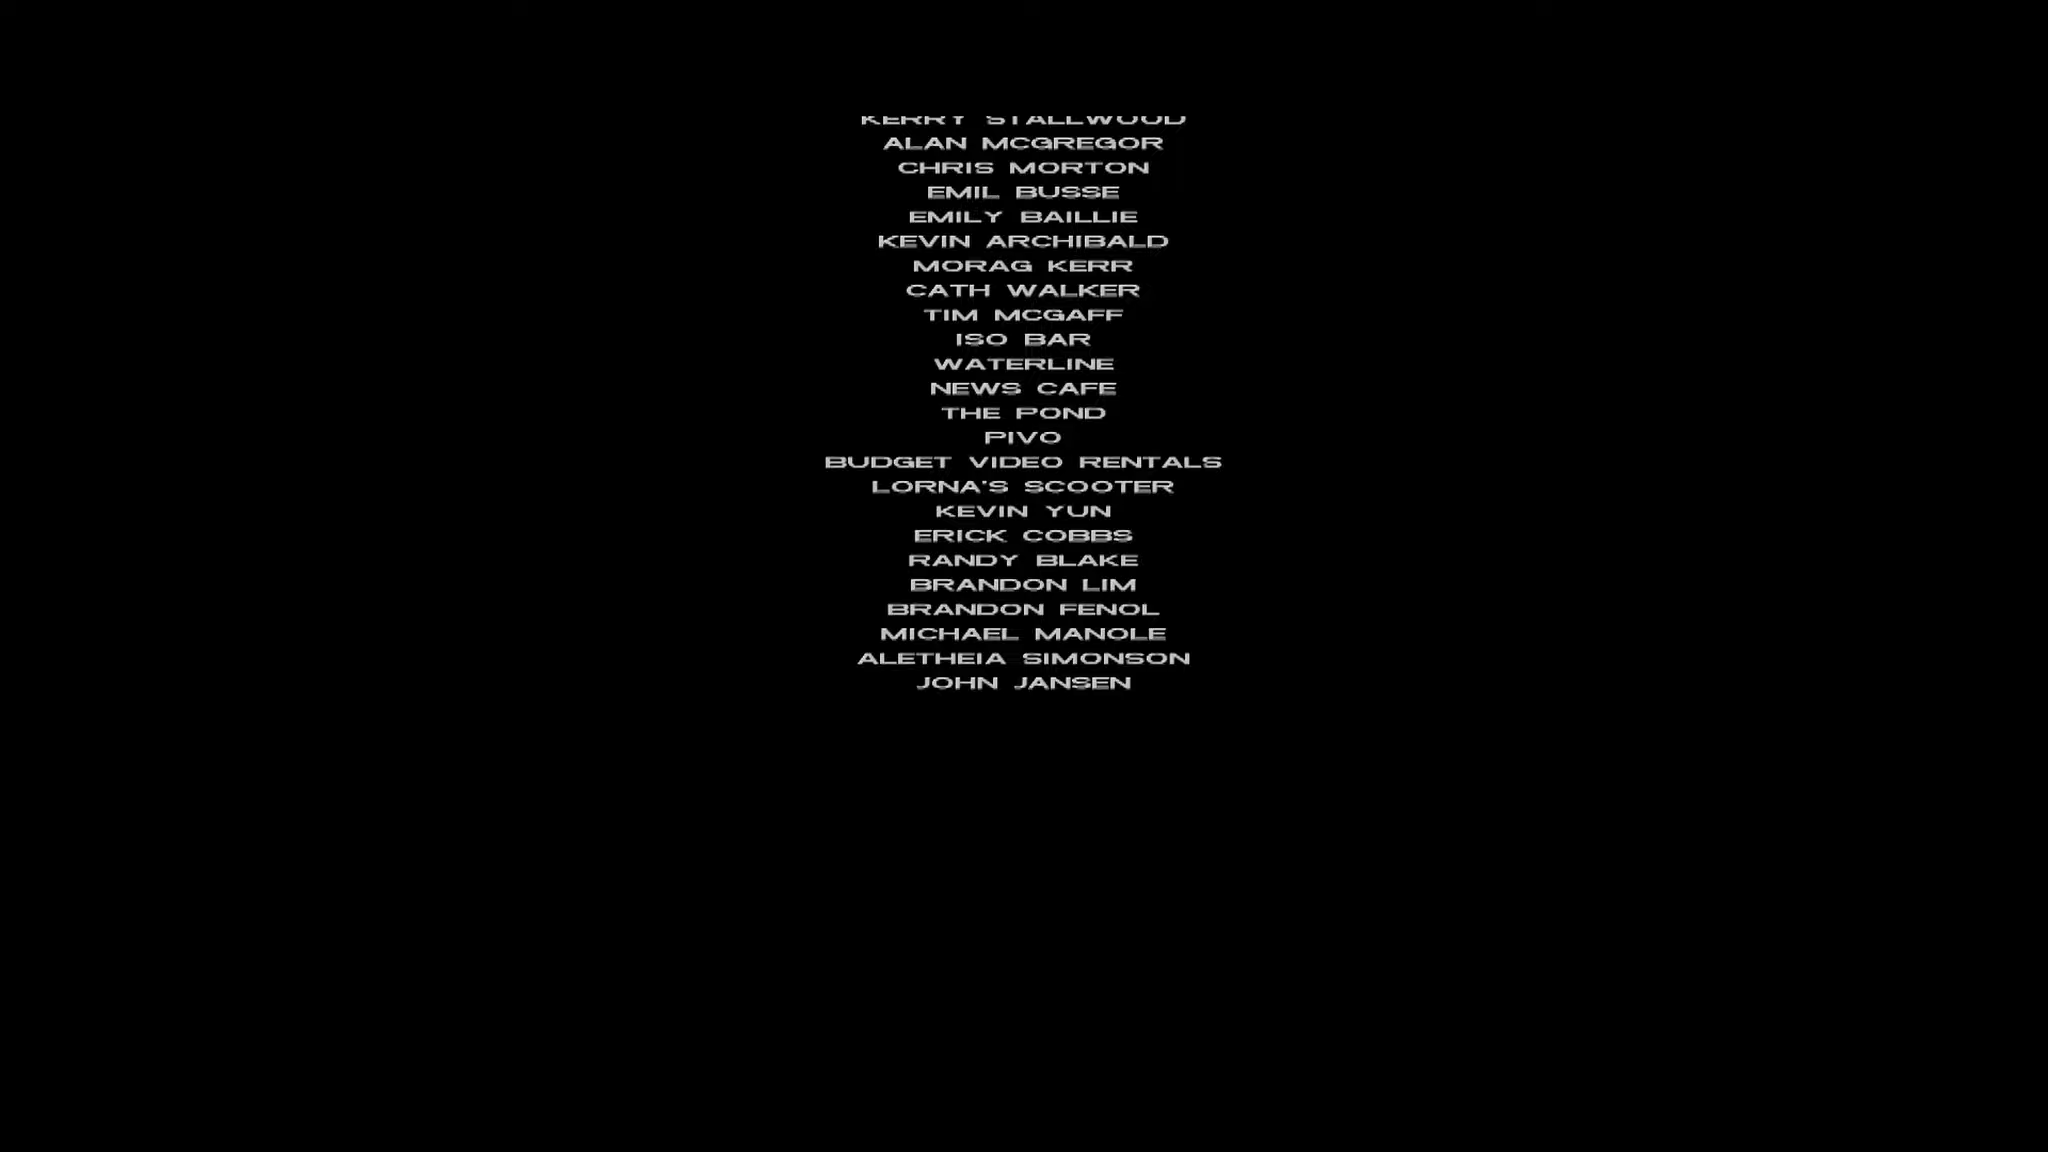 KERRY STALLWOOD
ALAN MCGREGOR
CHRIS MORTON
EMIL BUSSE
EMILY BAILLIE
KEVIN ARCHIBALD
MORAG KERR
CATH WALKER
TIM MCGAFF
ISO BAR
WATERLINE
NEWS CAFE
THE POND
PIVO
BUDGET VIDEO RENTALS
LORNA'S SCOOTER
KEVIN YUN
ERICK COBBS
RANDY BLAKE
BRANDON LIM
BRANDON FENOL
MICHAEL MANOLE
ALETHEIA SIMONSON
JOHN JANSEN